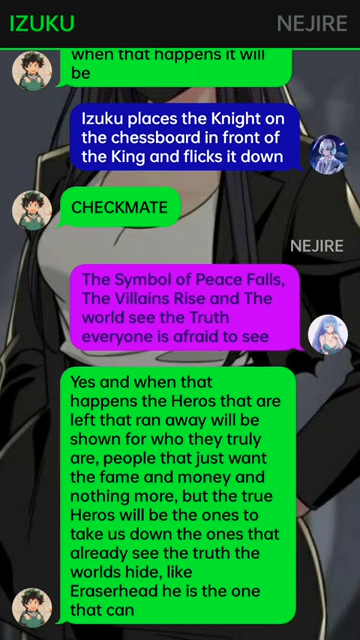 IZUKU NEJIRE
when that happens it will
be
Izuku places the Knight on
the chessboard in front of
the King and flicks it down
CHECKMATE
NEJIRE
The Symbol of Peace Falls,
The Villains Rise and The
world see the Truth
everyone is afraid to see
Yes and when that
happens the Heros that are
left that ran away will be
shown for who they truly
are, people that just want
the fame and money and
nothing more, but the true
Heros will be the ones to
take us down the ones that
already see the truth the
worlds hide, like
Eraserhead he is the one
that can